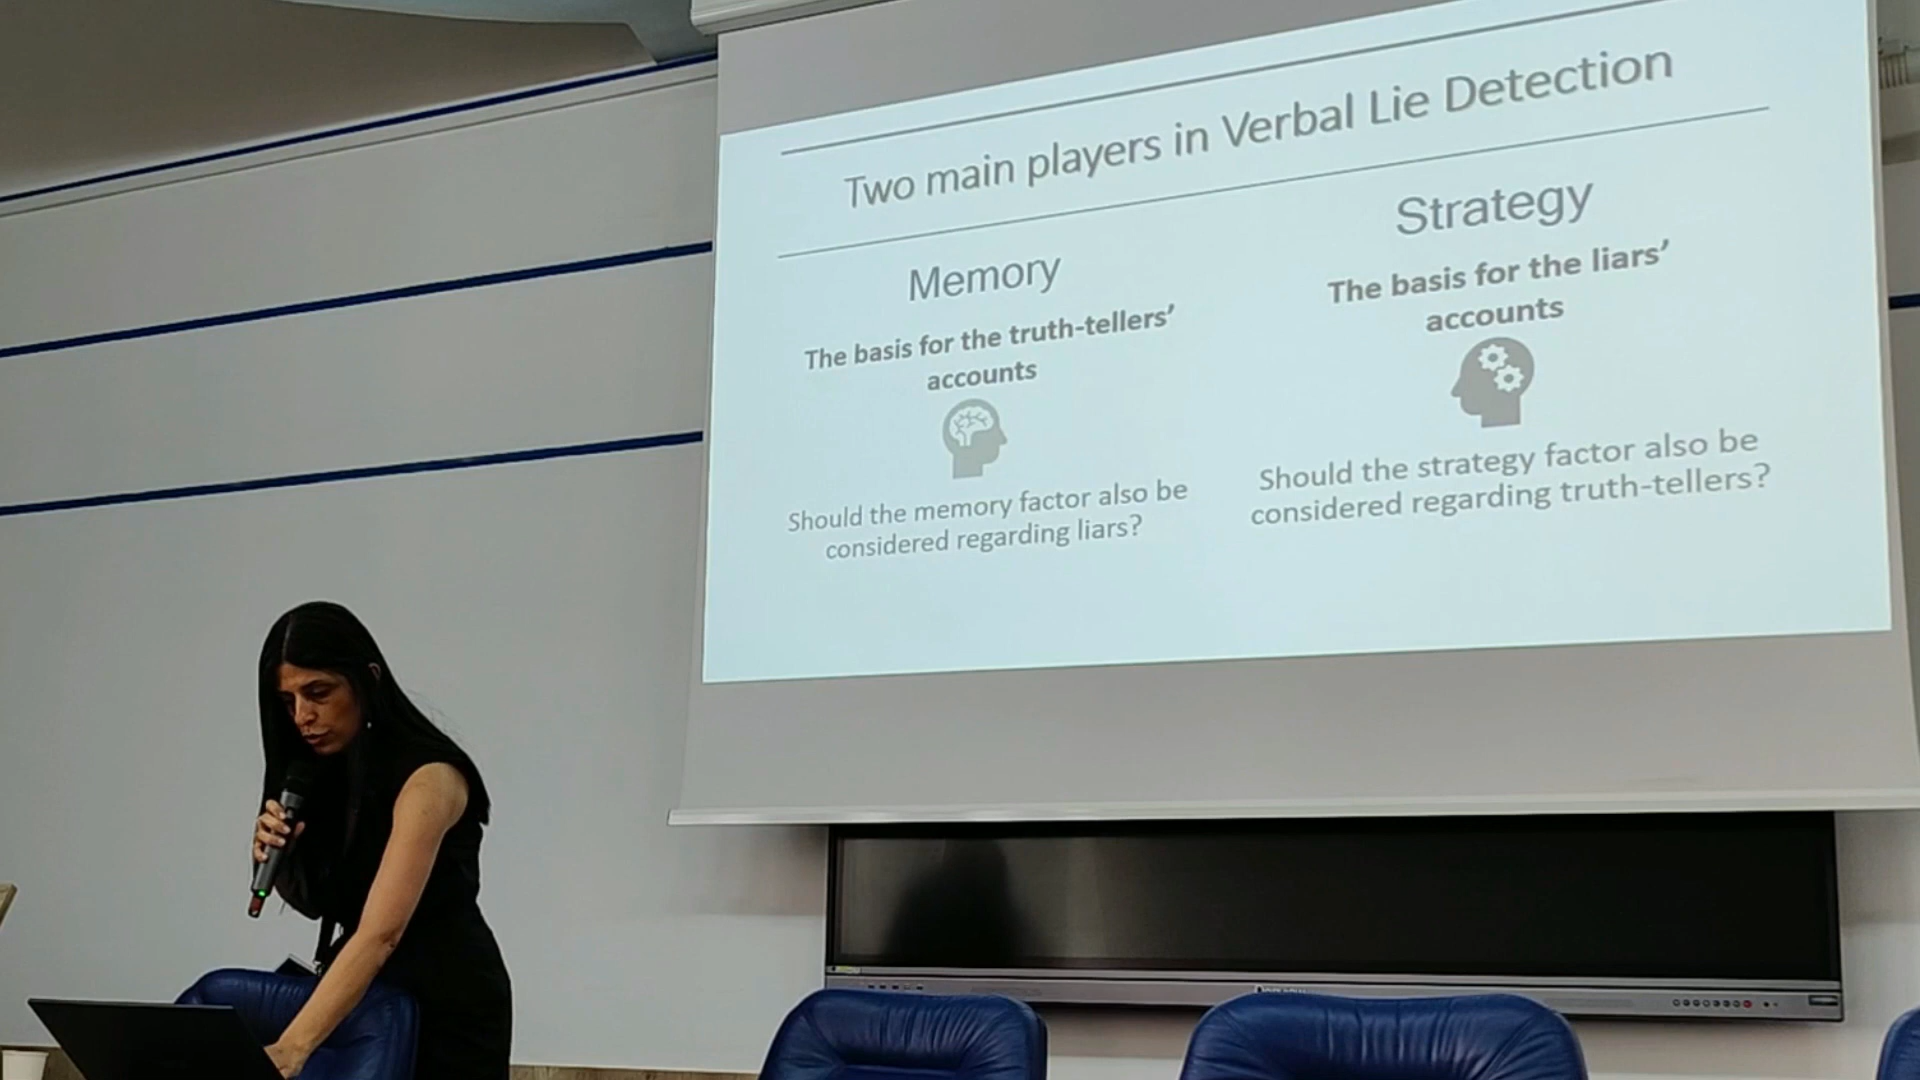 Two main players in Verbal Lie Detection
Memory
The basis for the truth-tellers’
accounts
Should the memory factor also be
considered regarding liars?
Strategy
The basis for the liars’
accounts
Should the strategy factor also be
considered regarding truth-tellers?